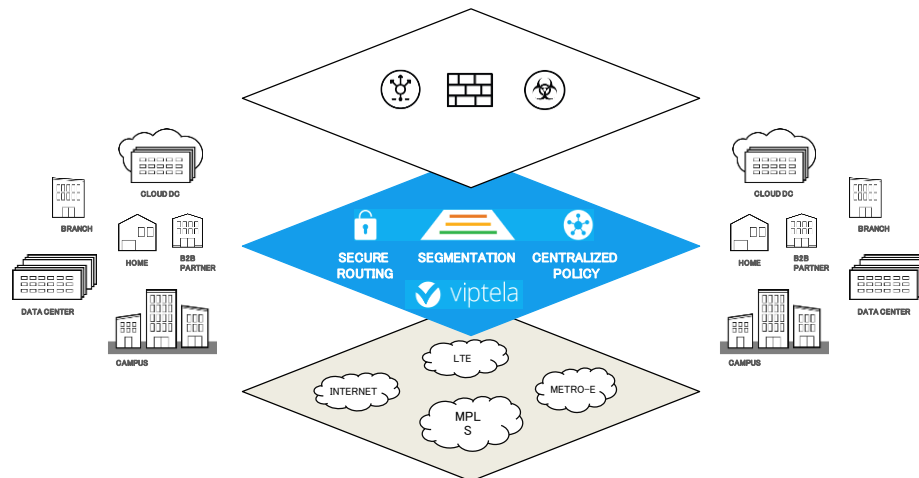 CLOUD DC
BRANCH
HOME
B2B
PARTNER
DATA CENTER
CAMPUS
SECURE
ROUTING
SEGMENTATION
CENTRALIZED
POLICY
viptela
LTE
INTERNET
METRO-E
MPL
S
CLOUD DC
BRANCH
HOME
B2B
PARTNER
DATA CENTER
CAMPUS